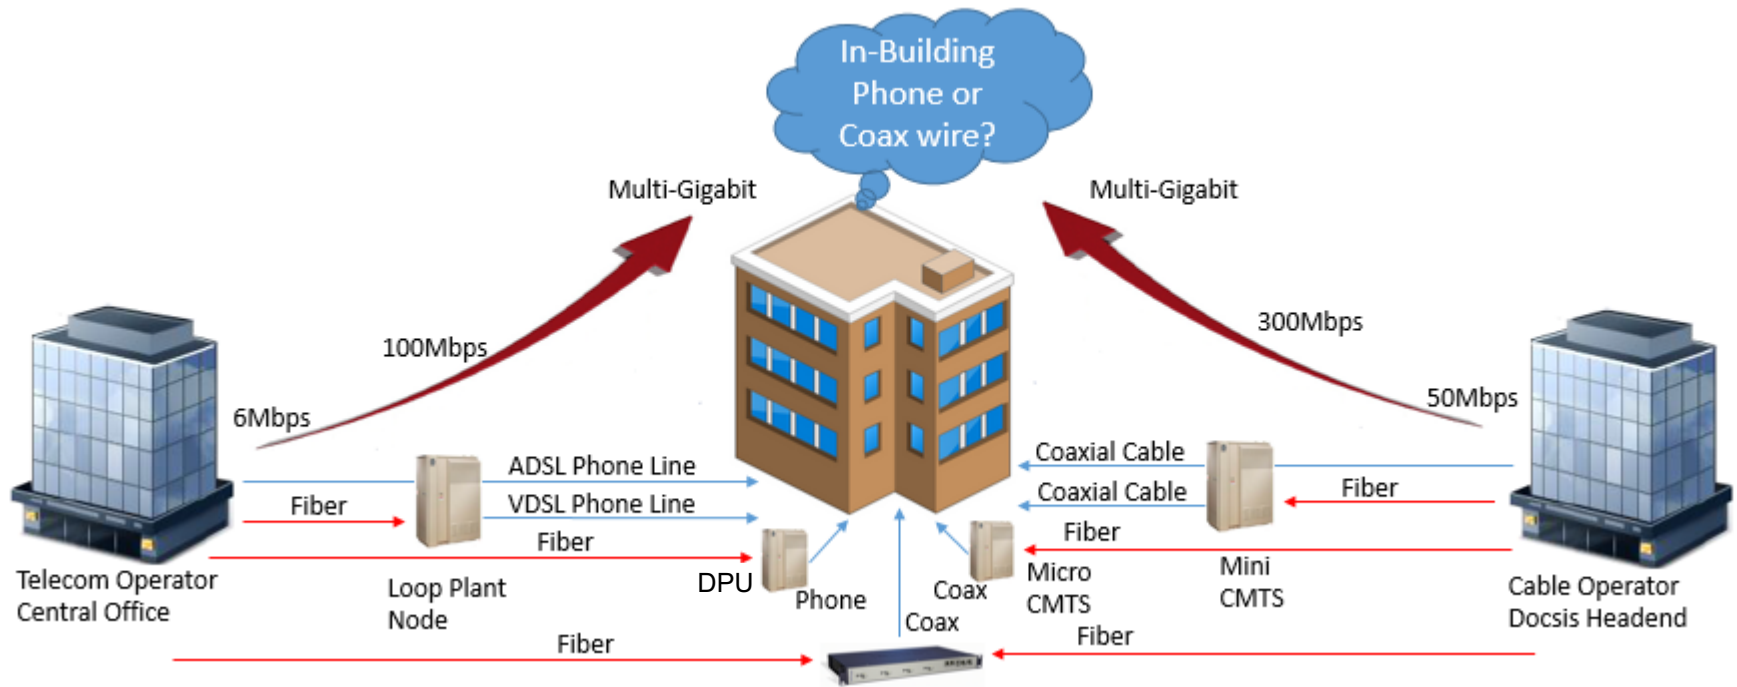 In-Building
Phone or
Coax wire?
Multi-Gigabit
Multi-Gigabit
100Mbps
300Mbps
6Mbps
50Mbps
ADSL Phone Line
Coaxial Cable
Fiber
VDSL Phone Line
Coaxial Cable
Fiber
Fiber
Fiber
Telecom Operator
Central Office
Loop Plant
Node
DPU
Phone
Coax
Micro
CMTS
Mini
CMTS
Cable Operator
Docsis Headend
Coax
Fiber
Fiber